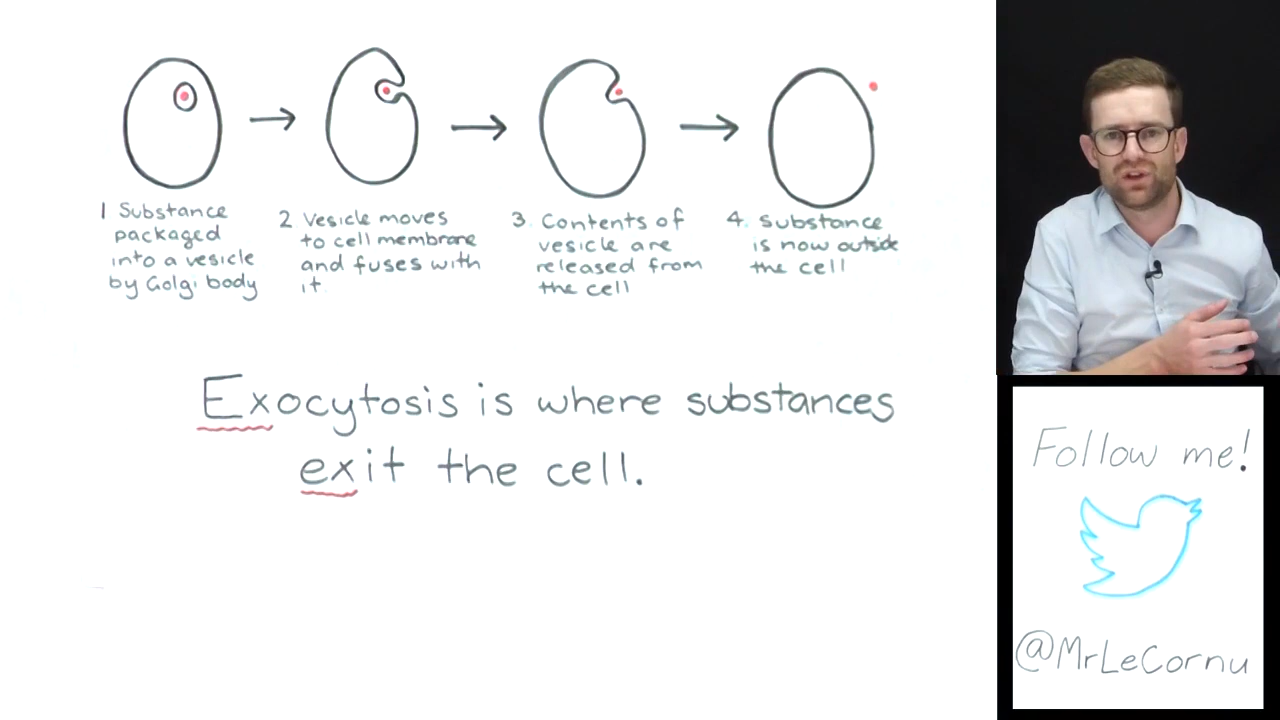 1 Substance
packaged
into a vesicle
by Golgi body
2. Vesicle moves
to cell membrane
and fuses with
it.
3. Contents of
vesicle are
released from
the cell
4. Substance
is now outside
the cell
Exocytosis is where substances
exit the cell.
Follow me!
@MrLeCornu